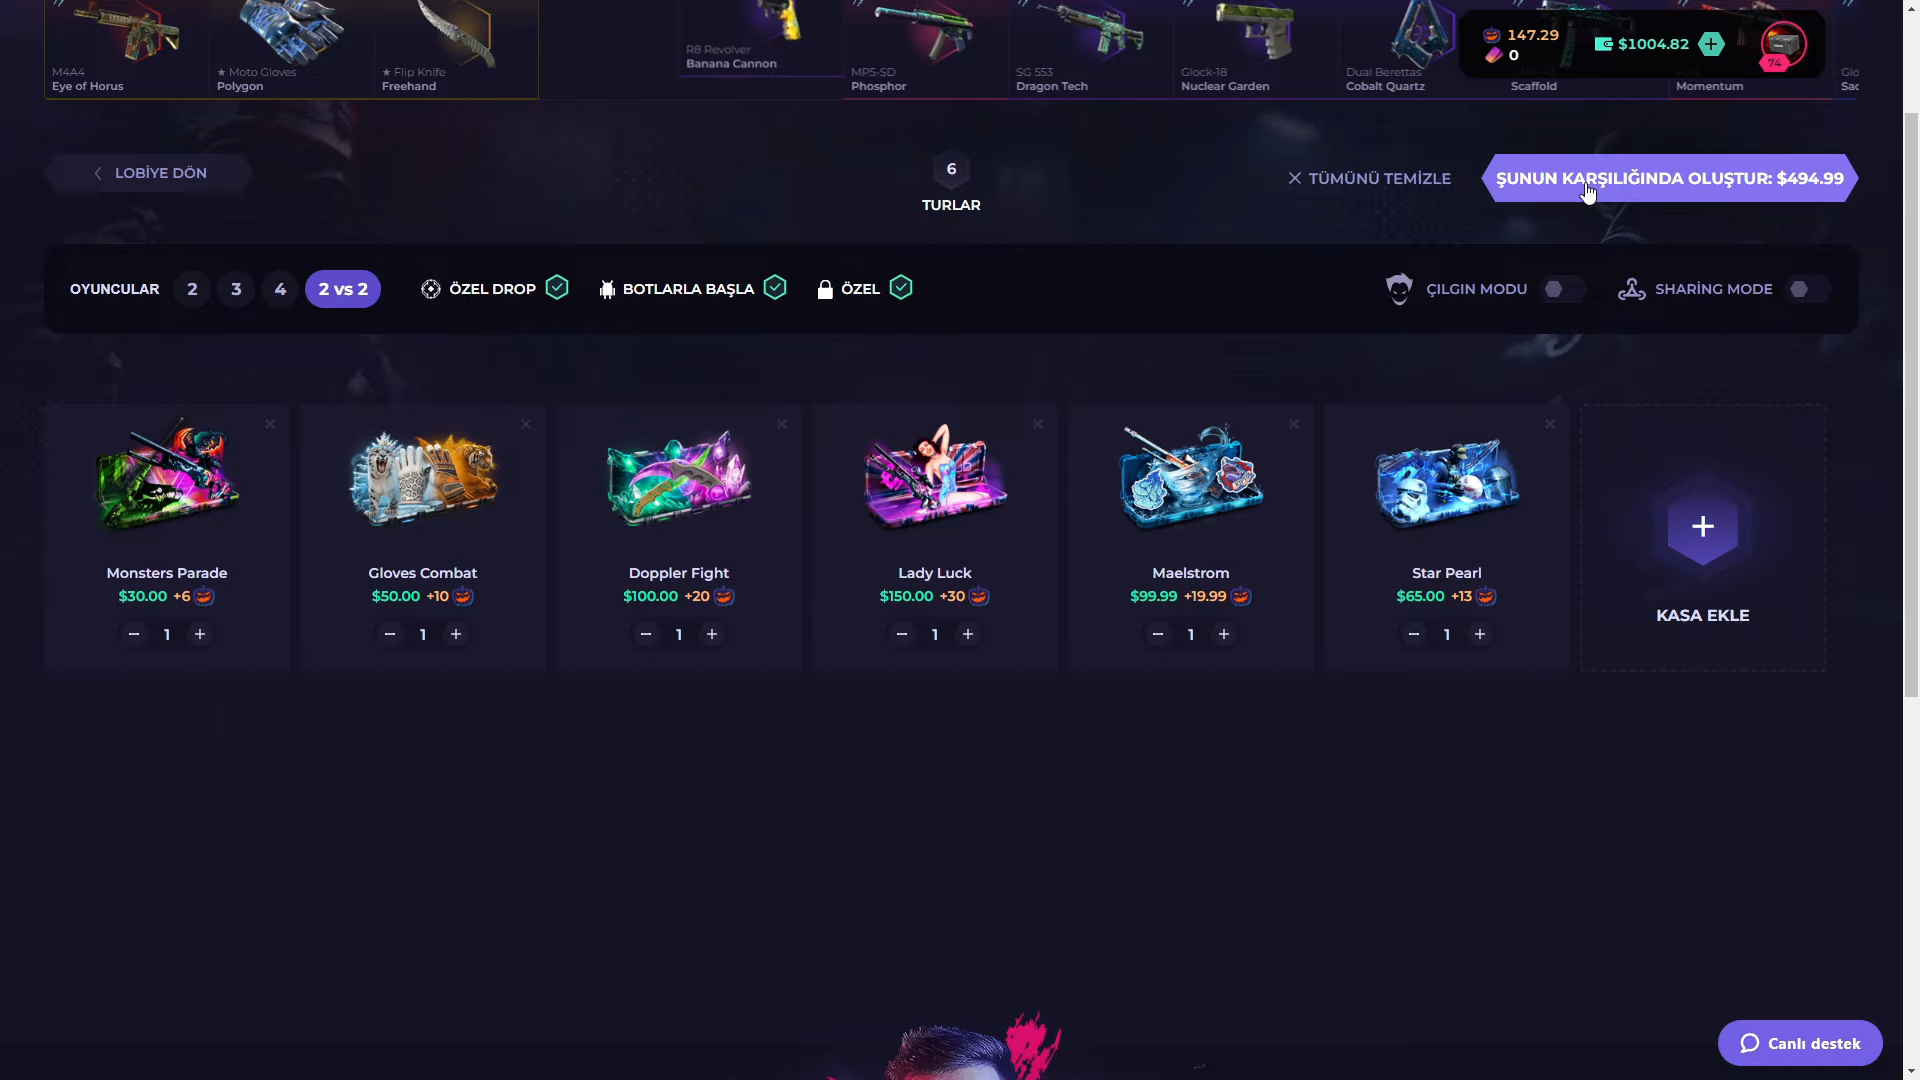 M4A4
Eye of Horus
★ Moto Gloves
Polygon
★ Flip Knife
Freehand
R8 Revolver
Banana Cannon
MP5-SD
Phosphor
SG 553
Dragon Tech
Glock-18
Nuclear Garden
Dual Berettas
Cobalt Quartz
Scaffold
Momentum
147.29
0
$1004.82
74
LOBİYE DÖN
6
TURLAR
TÜMÜNÜ TEMİZLE
ŞUNUN KARŞILIĞINDA OLUŞTUR: $494.99
OYUNCULAR 2 3 4 2 vs 2 ÖZEL DROP BOTLARLA BAŞLA ÖZEL ÇILGIN MODU SHARİNG MODE
Monsters Parade
$30.00 +6
1
Gloves Combat
$50.00 +10
1
Doppler Fight
$100.00 +20
1
Lady Luck
$150.00 +30
1
Maelstrom
$99.99 +19.99
1
Star Pearl
$65.00 +13
1
KASA EKLE
Canlı destek